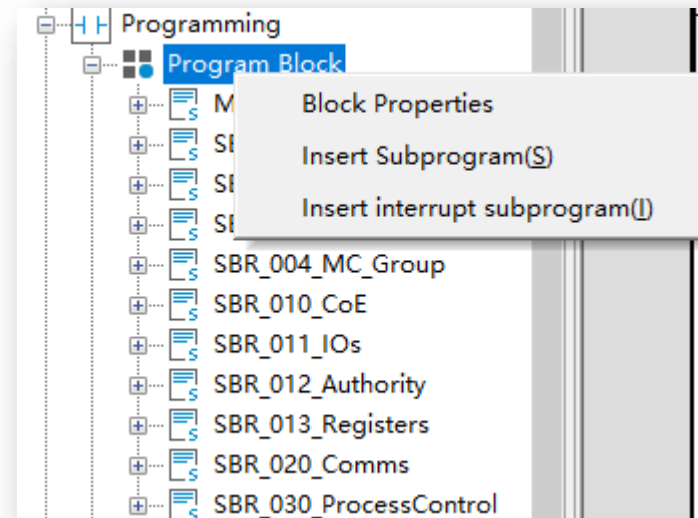 Programming
Program Block
Block Properties
Insert Subprogram(S)
Insert interrupt subprogram(I)
SBR_004_MC_Group
SBR_010_CoE
SBR_011_IOs
SBR_012_Authority
SBR_013_Registers
SBR_020_Comms
SBR_030_ProcessControl